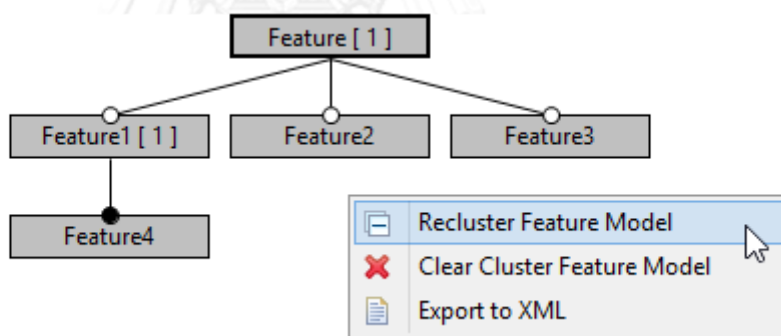 Feature [ 1 ]
Feature1 [ 1 ]
Feature2
Feature3
Feature4
Recluster Feature Model
Clear Cluster Feature Model
Export to XML